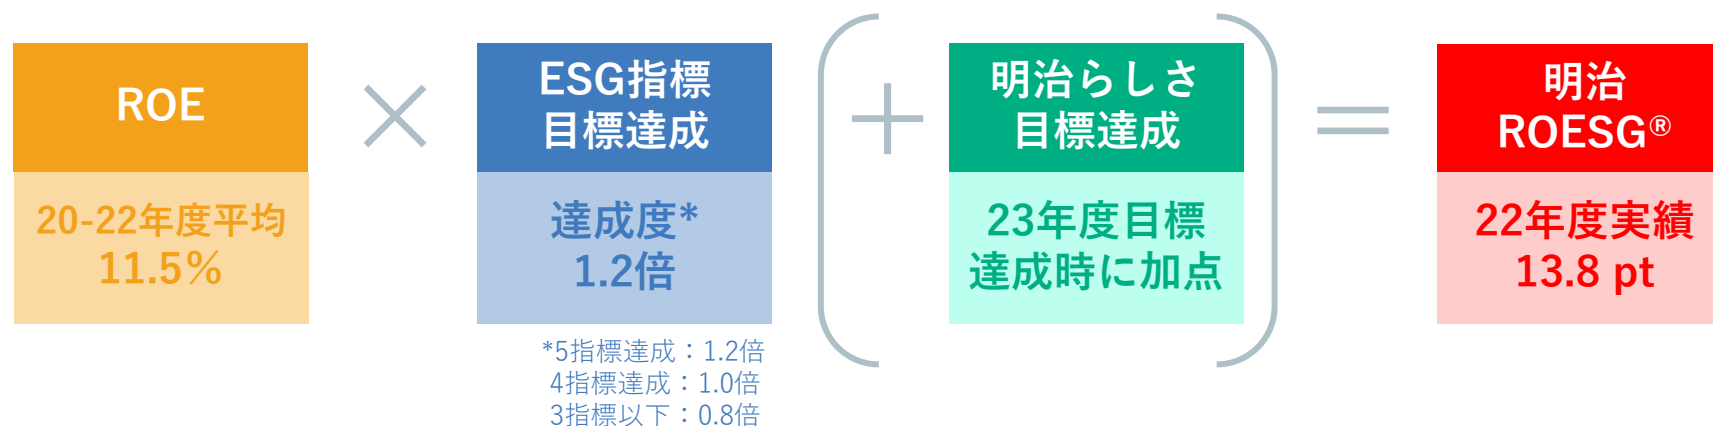 ROE
20-22年度平均
11.5%
×
ESG指標
目標達成
達成度*
1.2倍
*5指標達成：1.2倍
4指標達成：1.0倍
3指標以下：0.8倍
+
明治らしさ
目標達成
23年度目標
達成時に加点
=
明治
ROESG®
22年度実績
13.8 pt